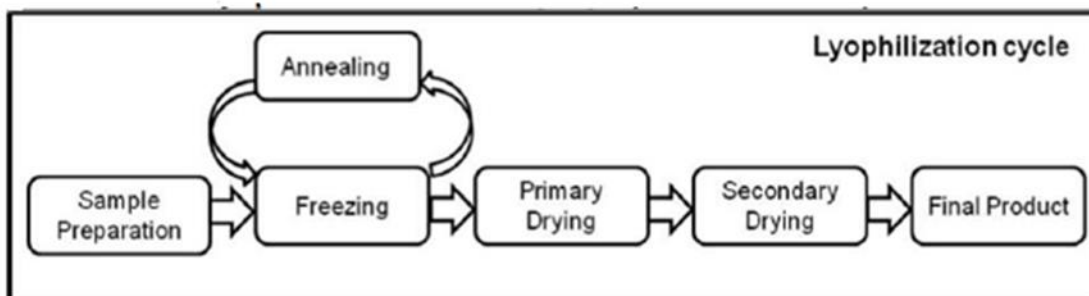 Lyophilization cycle
Annealing
Sample
Preparation
Freezing
Primary
Drying
Secondary
Drying
Final Product